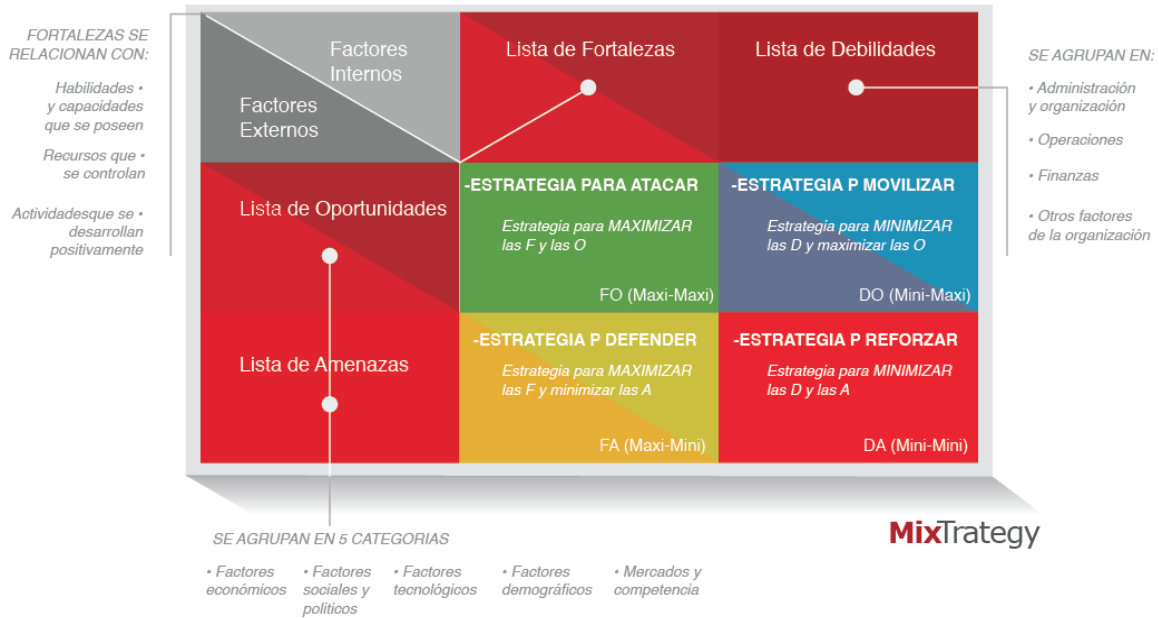 FORTALEZAS SE
RELACIONAN CON:
Habilidades •
y capacidades
que se poseen
Recursos que •
se controlan
Actividadesque se •
desarrollan
positivamente
Factores
Internos
Factores
Externos
Lista de Fortalezas
Lista de Debilidades
SE AGRUPAN EN:
• Administración
y organización
• Operaciones
• Finanzas
• Otros factores
de la organización
Lista de Oportunidades
-ESTRATEGIA PARA ATACAR
Estrategia para MAXIMIZAR
las F y las O
FO (Maxi-Maxi)
-ESTRATEGIA P MOVILIZAR
Estrategia para MINIMIZAR
las D y maximizar las O
DO (Mini-Maxi)
Lista de Amenazas
-ESTRATEGIA P DEFENDER
Estrategia para MAXIMIZAR
las F y minimizar las A
FA (Maxi-Mini)
-ESTRATEGIA P REFORZAR
Estrategia para MINIMIZAR
las D y las A
DA (Mini-Mini)
MixTrategy
SE AGRUPAN EN 5 CATEGORIAS
• Factores
económicos
• Factores
sociales y
politicos
• Factores
tecnológicos
• Factores
demográficos
• Mercados y
competencia